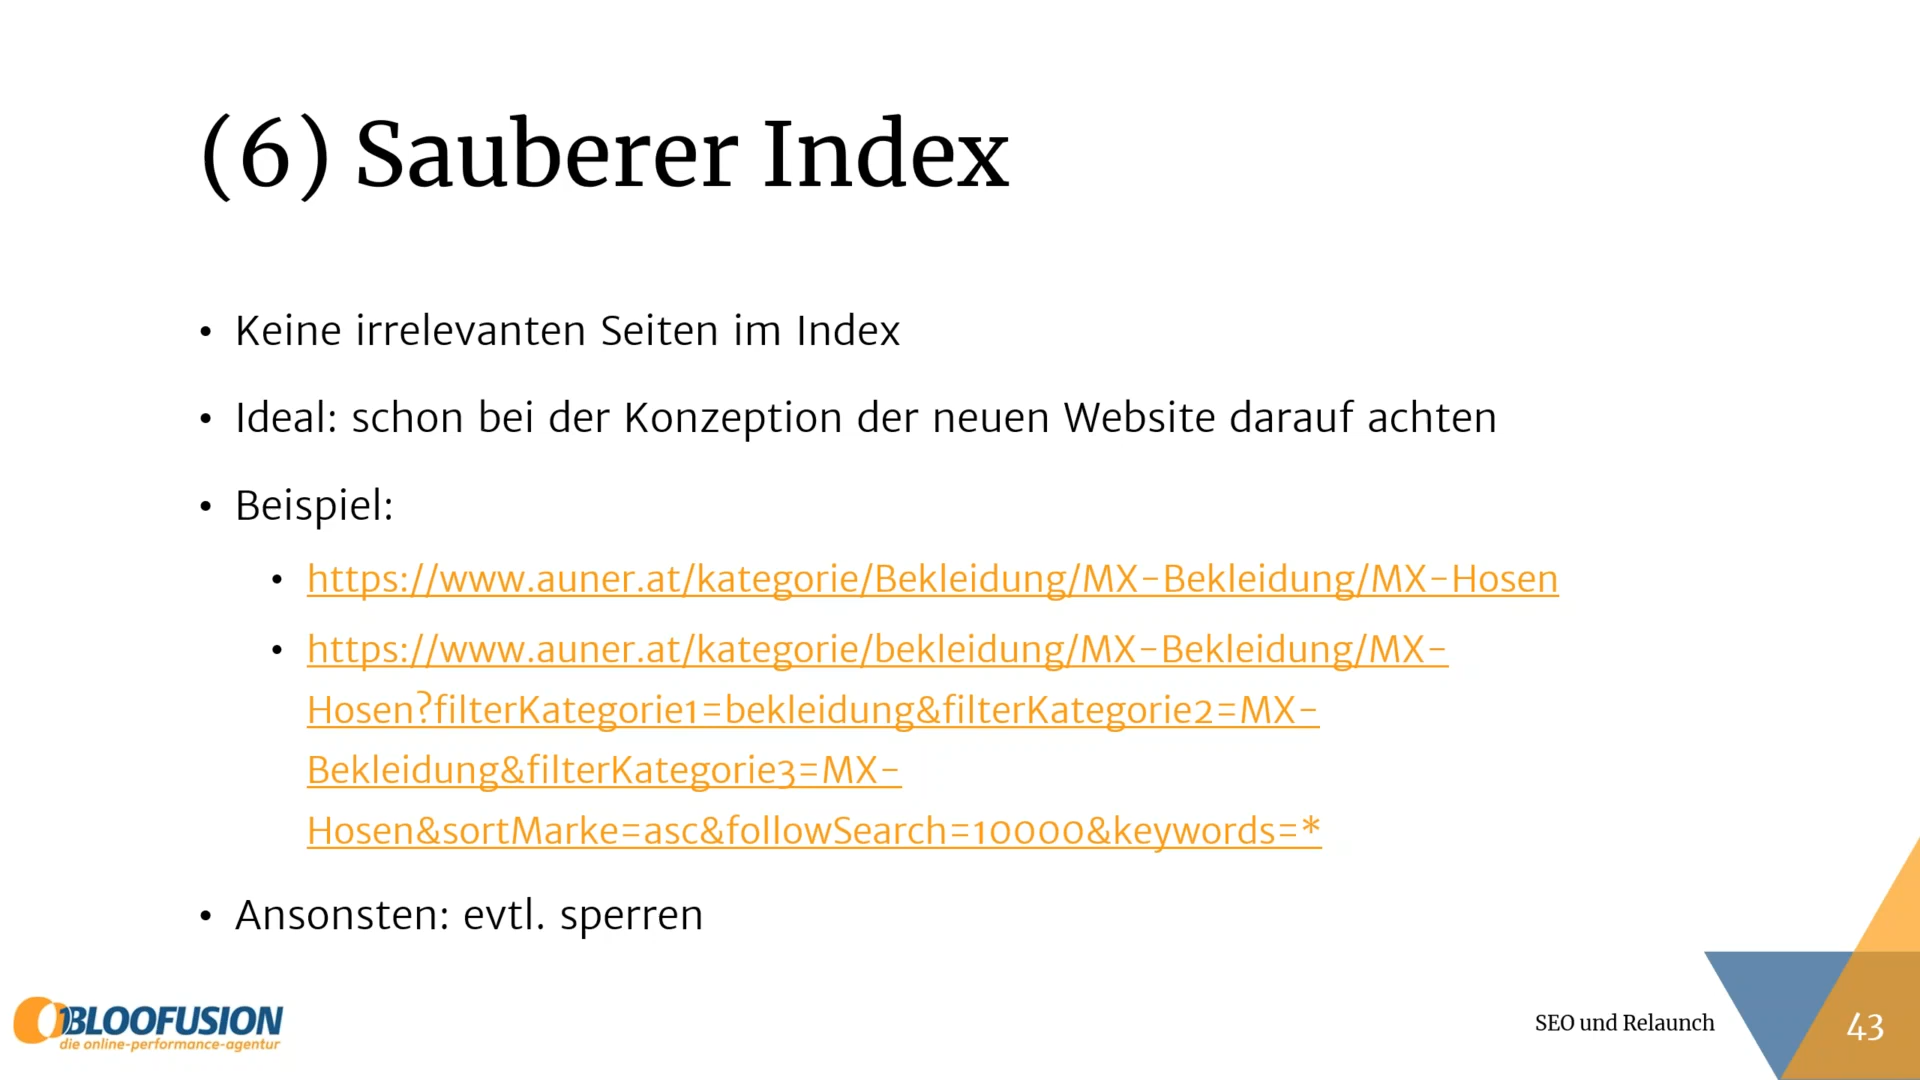 (6) Sauberer Index
• Keine irrelevanten Seiten im Index
• Ideal: schon bei der Konzeption der neuen Website darauf achten
• Beispiel:
• https://www.auner.at/kategorie/Bekleidung/MX-Bekleidung/MX-Hosen
• https://www.auner.at/kategorie/bekleidung/MX-Bekleidung/MX-
Hosen?filterKategorie1=bekleidung&filterKategorie2=MX-
Bekleidung&filterKategorie3=MX-
Hosen&sortMarke=asc&followSearch=10000&keywords=*
• Ansonsten: evtl. sperren
BLOOFUSION
die online-performance-agentur
SEO und Relaunch
43